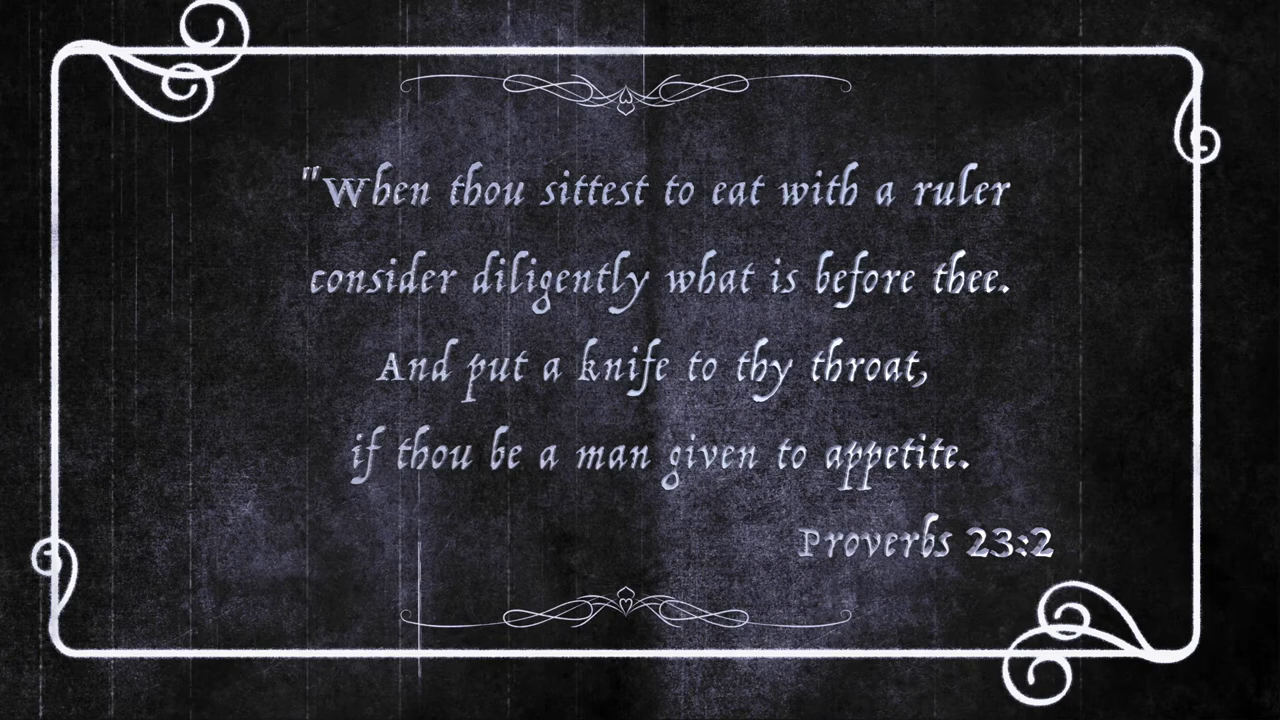 "When thou sittest to eat with a ruler
consider diligently what is before thee.
And put a knife to thy throat,
if thou be a man given to appetite.
Proverbs 23:2